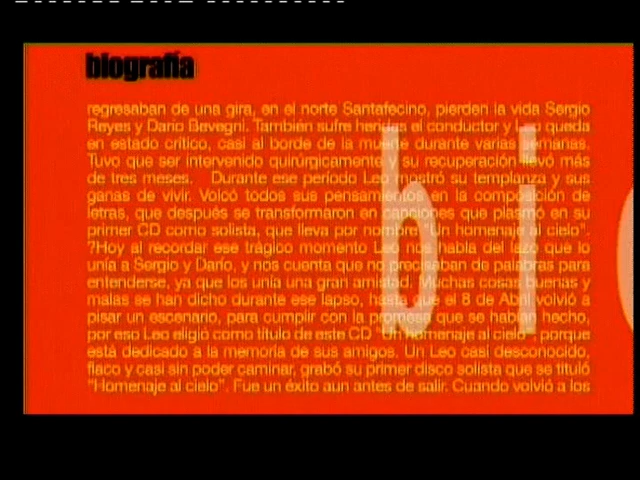 biografía
regresaban de una gira, en el norte Santafecino, pierden la vida Sergio
Reyes y Darío Bevegni. También sufre heridas el conductor y Leo queda
en estado crítico, casi al borde de la muerte durante varias semanas.
Tuvo que ser intervenido quirúrgicamente y su recuperación llevó más
de tres meses. Durante ese período Leo mostró su templanza y sus
ganas de vivir. Volcó todos sus pensamientos en la composición de
letras, que después se transformaron en canciones que plasmó en su
primer CD como solista, que lleva por nombre "Un homenaje al cielo".
?Hoy al recordar ese trágico momento Leo nos habla del lazo que lo
unía a Sergio y Darío, y nos cuenta que no precisaban de palabras para
entenderse, ya que los unía una gran amistad. Muchas cosas buenas y
malas se han dicho durante ese lapso, hasta que el 8 de Abril volvió a
pisar un escenario, para cumplir con la promesa que se habían hecho,
por eso Leo eligió como título de este CD "Un homenaje al cielo", porque
está dedicado a la memoria de sus amigos. Un Leo casi desconocido,
flaco y casi sin poder caminar, grabó su primer disco solista que se tituló
"Homenaje al cielo". Fue un éxito aun antes de salir. Cuando volvió a los
bi